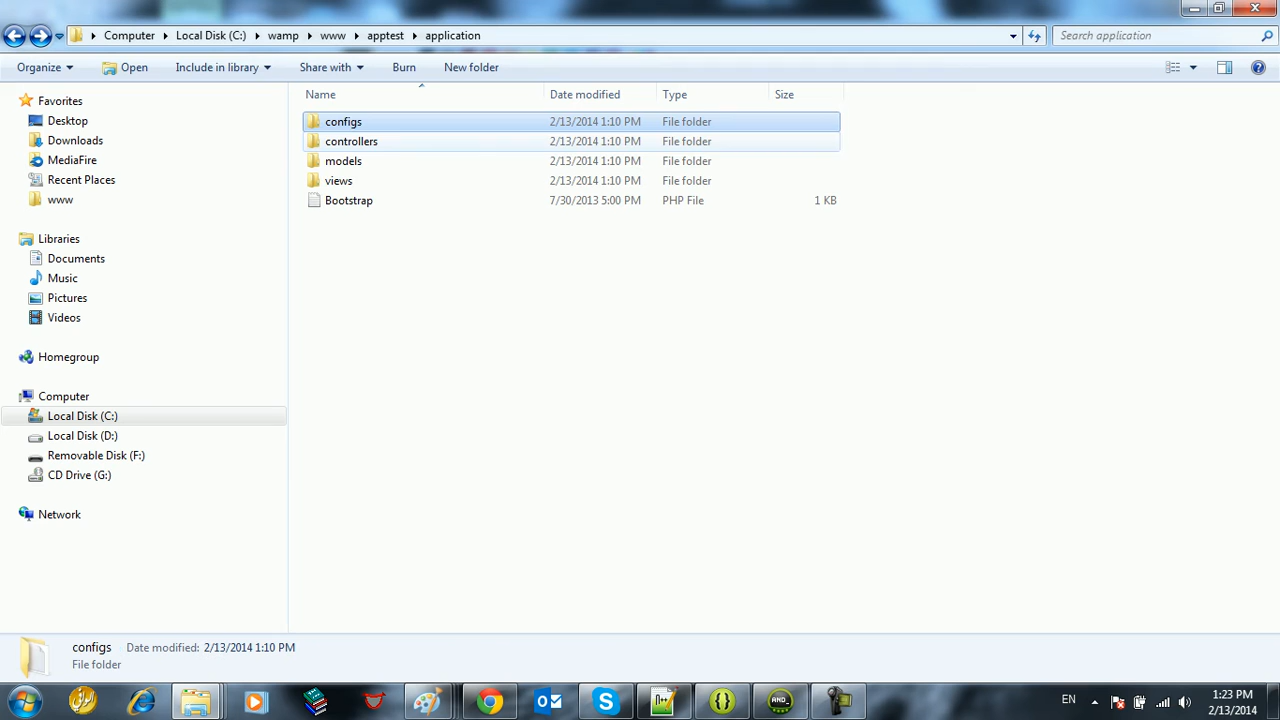 Computer Local Disk (C:) wamp www apptest application Search application
Organize Open Include in library Share with Burn New folder
Favorites
Desktop
Downloads
MediaFire
Recent Places
www
Libraries
Documents
Music
Pictures
Videos
Homegroup
Computer
Local Disk (C:)
Local Disk (D:)
Removable Disk (F:)
CD Drive (G:)
Network
Name Date modified Type Size
configs 2/13/2014 1:10 PM File folder
controllers 2/13/2014 1:10 PM File folder
models 2/13/2014 1:10 PM File folder
views 2/13/2014 1:10 PM File folder
Bootstrap 7/30/2013 5:00 PM PHP File 1 KB
configs Date modified: 2/13/2014 1:10 PM
File folder
EN 1:23 PM
2/13/2014